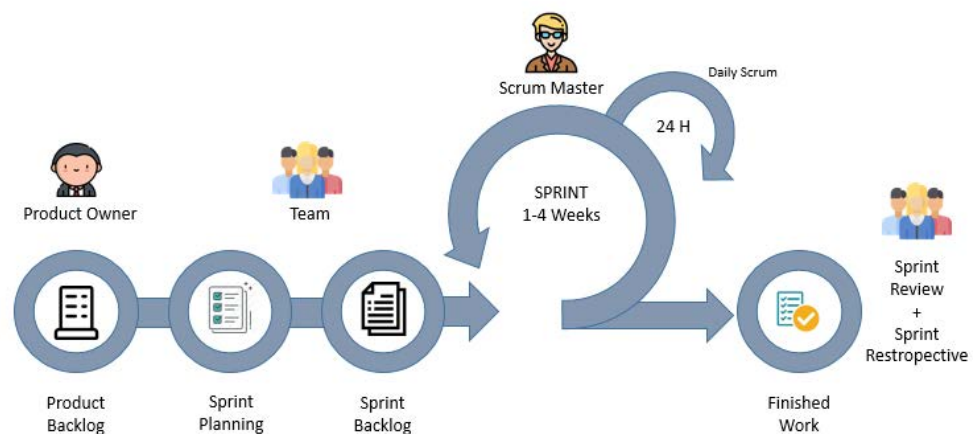 Scrum Master
Daily Scrum
24 H
SPRINT
1-4 Weeks
Product Owner
Team
Sprint
Review
+
Sprint
Restropective
Product
Backlog
Sprint
Planning
Sprint
Backlog
Finished
Work